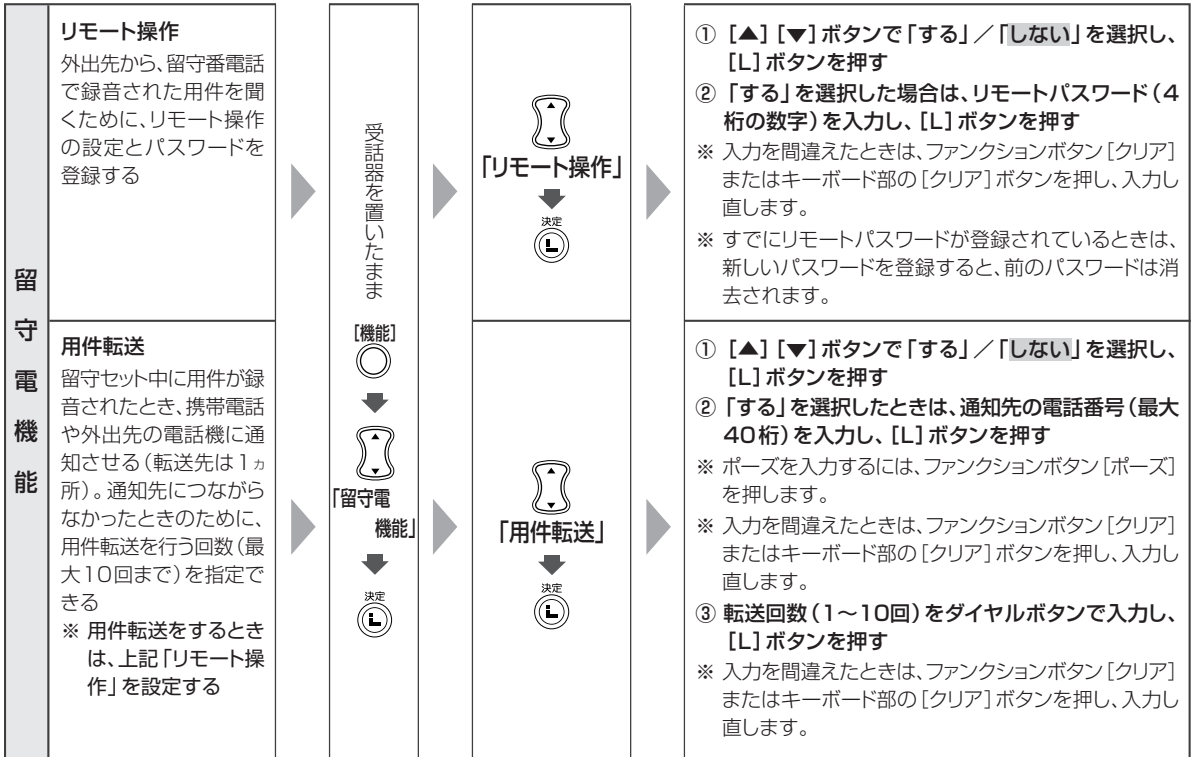 留守電機能
リモート操作
外出先から、留守番電話
で録音された用件を聞
くために、リモート操作
の設定とパスワードを
登録する
受話器を置いたまま
[機能]
「留守電
機能」
決定
L
「リモート操作」
決定
L
① [▲][▼]ボタンで「する」／「しない」を選択し、
[L]ボタンを押す
② 「する」を選択した場合は、リモートパスワード(4
桁の数字)を入力し、[L]ボタンを押す
※ 入力を間違えたときは、ファンクションボタン[クリア]
またはキーボード部の[クリア]ボタンを押し、入力し
直します。
※ すでにリモートパスワードが登録されているときは、
新しいパスワードを登録すると、前のパスワードは消
去されます。
用件転送
留守セット中に用件が録
音されたとき、携帯電話
や外出先の電話機に通
知させる(転送先は1ヵ
所)。通知先につながら
なかったときのために、
用件転送を行う回数(最
大10回まで)を指定で
きる
※ 用件転送をするとき
は、上記「リモート操
作」を設定する
「用件転送」
決定
L
① [▲][▼]ボタンで「する」／「しない」を選択し、
[L]ボタンを押す
② 「する」を選択したときは、通知先の電話番号(最大
40桁)を入力し、[L]ボタンを押す
※ ポーズを入力するには、ファンクションボタン[ポーズ]
を押します。
※ 入力を間違えたときは、ファンクションボタン[クリア]
またはキーボード部の[クリア]ボタンを押し、入力し
直します。
③ 転送回数(1〜10回)をダイヤルボタンで入力し、
[L]ボタンを押す
※ 入力を間違えたときは、ファンクションボタン[クリア]
またはキーボード部の[クリア]ボタンを押し、入力し
直します。